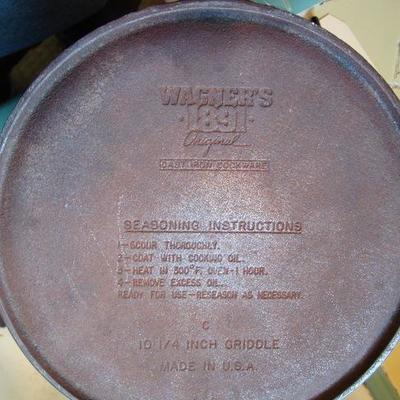 WAGNER'S
·1891·
Original
CAST IRON COOKWARE
SEASONING INSTRUCTIONS
1-SCOUR THOROUGHLY.
2-COAT WITH COOKING OIL.
3-HEAT IN 300°F. OVEN-1 HOUR.
4-REMOVE EXCESS OIL.
READY FOR USE-RESEASON AS NECESSARY.
C
10 1/4 INCH GRIDDLE
MADE IN U.S.A.